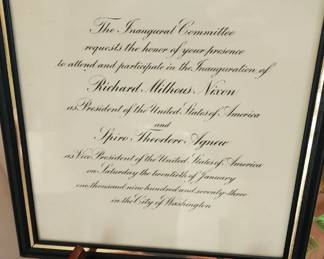 The Inaugural Committee
requests the honor of your presence
to attend and participate in the Inauguration of
Richard Milhous Nixon
as President of the United States of America
and
Spiro Theodore Agnew
as Vice President of the United States of America
on Saturday the twentieth of January
one thousand nine hundred and seventy-three
in the City of Washington